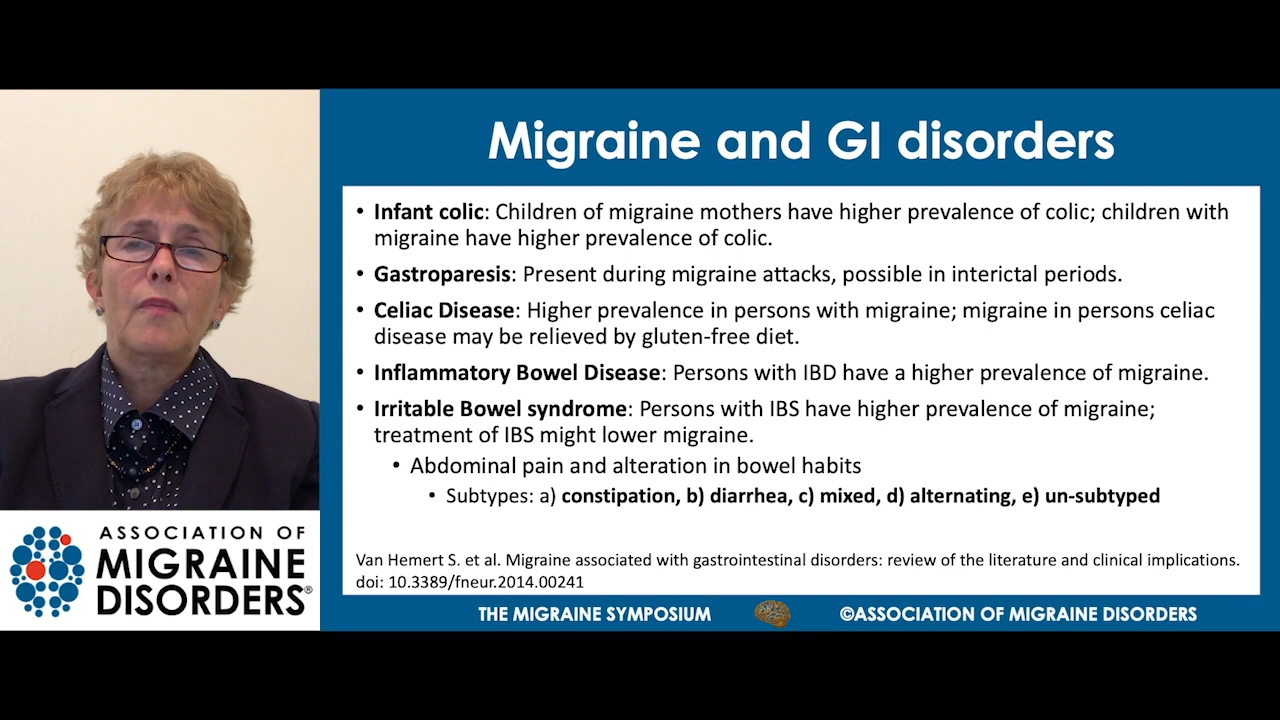 Migraine and GI disorders
• Infant colic: Children of migraine mothers have higher prevalence of colic; children with
migraine have higher prevalence of colic.
• Gastroparesis: Present during migraine attacks, possible in interictal periods.
• Celiac Disease: Higher prevalence in persons with migraine; migraine in persons celiac
disease may be relieved by gluten-free diet.
• Inflammatory Bowel Disease: Persons with IBD have a higher prevalence of migraine.
• Irritable Bowel syndrome: Persons with IBS have higher prevalence of migraine;
treatment of IBS might lower migraine.
• Abdominal pain and alteration in bowel habits
• Subtypes: a) constipation, b) diarrhea, c) mixed, d) alternating, e) un-subtyped
Van Hemert S. et al. Migraine associated with gastrointestinal disorders: review of the literature and clinical implications.
doi: 10.3389/fneur.2014.00241
ASSOCIATION OF
MIGRAINE
DISORDERS®
THE MIGRAINE SYMPOSIUM
©ASSOCIATION OF MIGRAINE DISORDERS